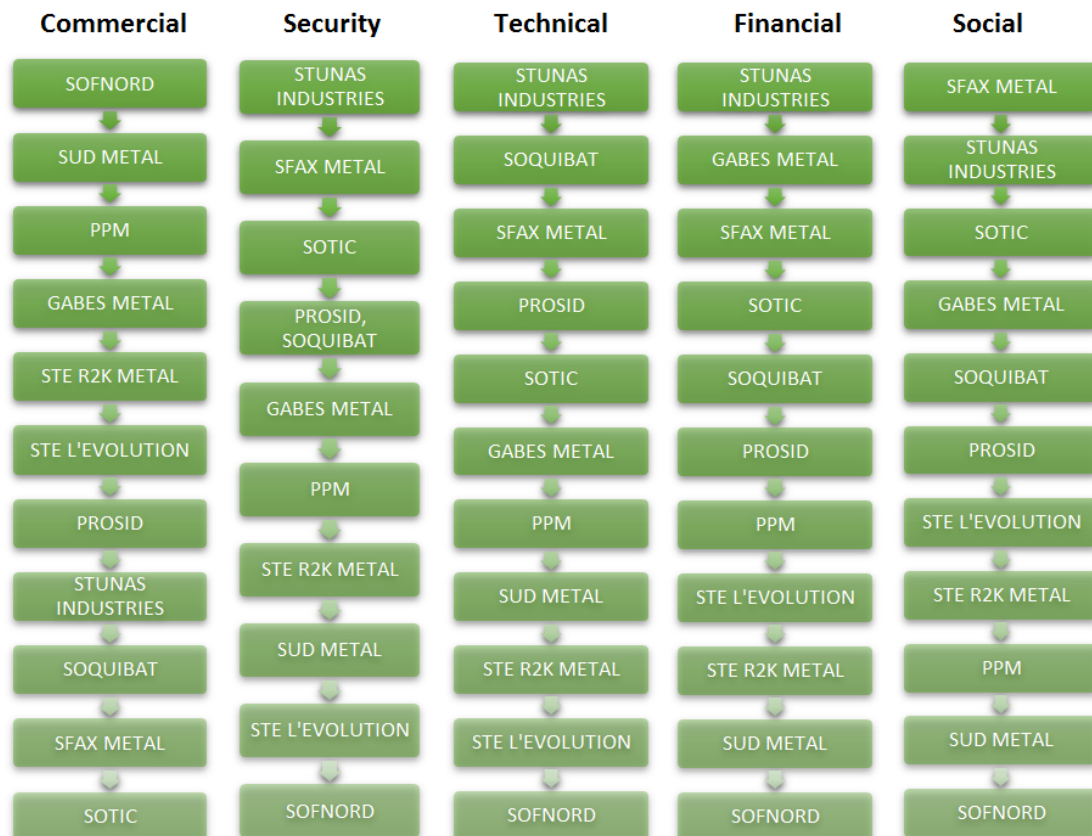 Commercial
SOFNORD
SUD METAL
PPM
GABES METAL
STE R2K METAL
STE L'EVOLUTION
PROSID
STUNAS
INDUSTRIES
SOQUIBAT
SFAX METAL
SOTIC
Security
STUNAS
INDUSTRIES
SFAX METAL
SOTIC
PROSID,
SOQUIBAT
GABES METAL
PPM
STE R2K METAL
SUD METAL
STE L'EVOLUTION
SOFNORD
Technical
STUNAS
INDUSTRIES
SOQUIBAT
SFAX METAL
PROSID
SOTIC
GABES METAL
PPM
SUD METAL
STE R2K METAL
STE L'EVOLUTION
SOFNORD
Financial
STUNAS
INDUSTRIES
GABES METAL
SFAX METAL
SOTIC
SOQUIBAT
PROSID
PPM
STE L'EVOLUTION
STE R2K METAL
SUD METAL
SOFNORD
Social
SFAX METAL
STUNAS
INDUSTRIES
SOTIC
GABES METAL
SOQUIBAT
PROSID
STE L'EVOLUTION
STE R2K METAL
PPM
SUD METAL
SOFNORD